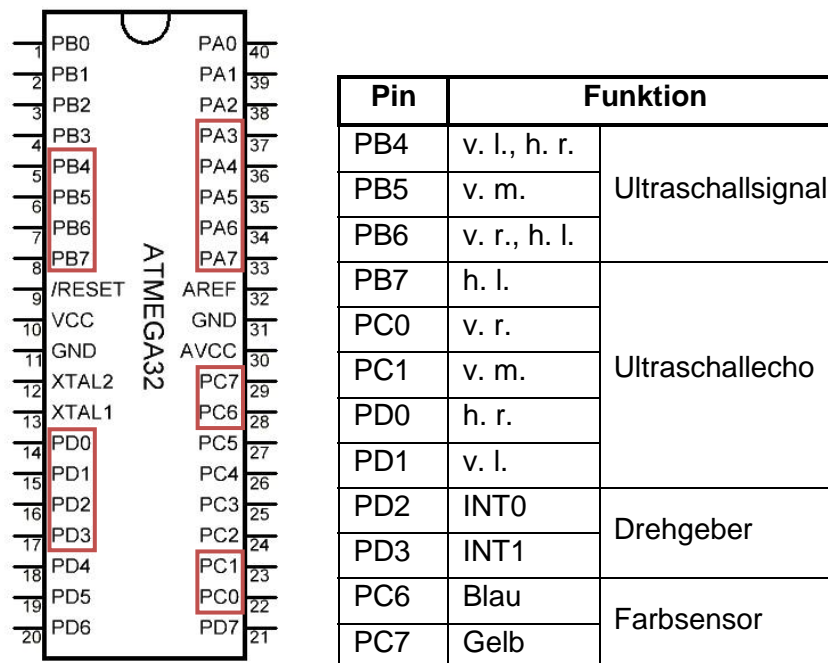 PB0 PA0
1 40
PB1 PA1
2 39
PB2 PA2
3 38
PB3 PA3
4 37
PB4 PA4
5 36
PB5 PA5
6 35
PB6 PA6
7 34
PB7 PA7
8 33
/RESET AREF
9 32
VCC GND
10 31
GND AVCC
11 30
XTAL2 PC7
12 29
XTAL1 PC6
13 28
PD0 PC5
14 27
PD1 PC4
15 26
PD2 PC3
16 25
PD3 PC2
17 24
PD4 PC1
18 23
PD5 PC0
19 22
PD6 PD7
20 21
ATMEGA32
Pin Funktion
PB4 v. l., h. r.
PB5 v. m. Ultraschallsignal
PB6 v. r., h. l.
PB7 h. l.
PC0 v. r.
PC1 v. m. Ultraschallecho
PD0 h. r.
PD1 v. l.
PD2 INT0
Drehgeber
PD3 INT1
PC6 Blau
Farbsensor
PC7 Gelb